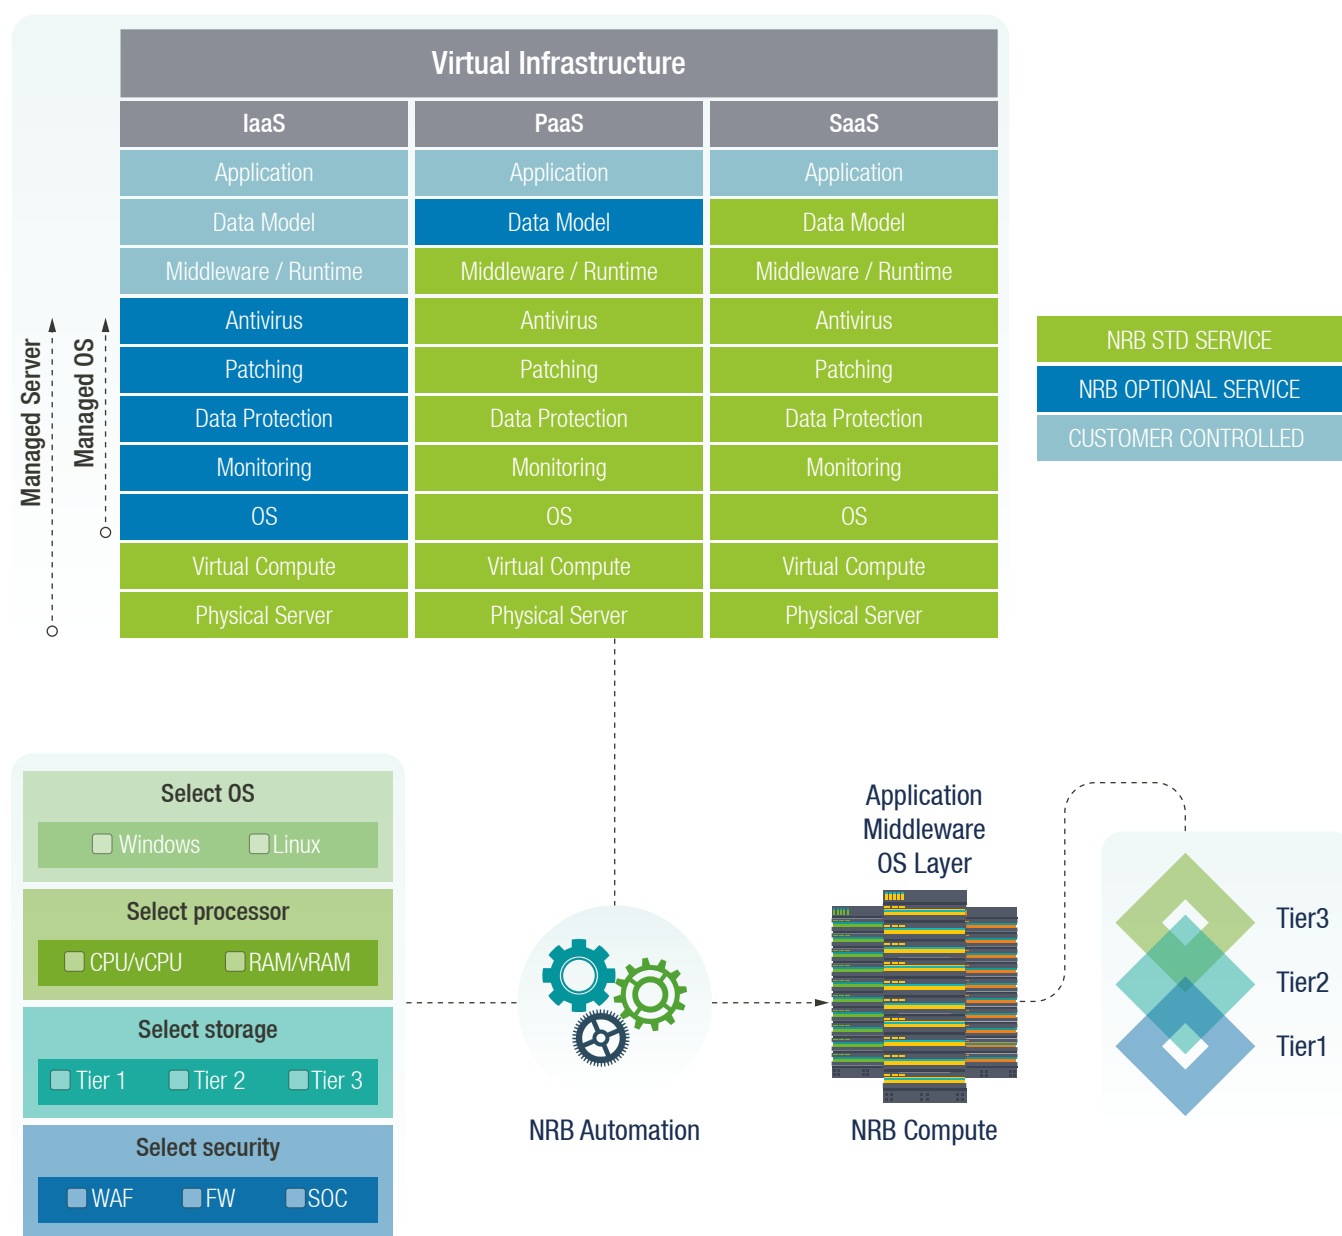 Virtual Infrastructure
IaaS PaaS SaaS
Application Application Application
Data Model Data Model Data Model
Middleware / Runtime Middleware / Runtime Middleware / Runtime
Antivirus Antivirus Antivirus
Patching Patching Patching
Data Protection Data Protection Data Protection
Monitoring Monitoring Monitoring
OS OS OS
Virtual Compute Virtual Compute Virtual Compute
Physical Server Physical Server Physical Server
Managed Server
Managed OS
NRB STD SERVICE
NRB OPTIONAL SERVICE
CUSTOMER CONTROLLED
Select OS
Windows Linux
Select processor
CPU/vCPU RAM/vRAM
Select storage
Tier 1 Tier 2 Tier 3
Select security
WAF FW SOC
NRB Automation
Application
Middleware
OS Layer
NRB Compute
Tier3
Tier2
Tier1